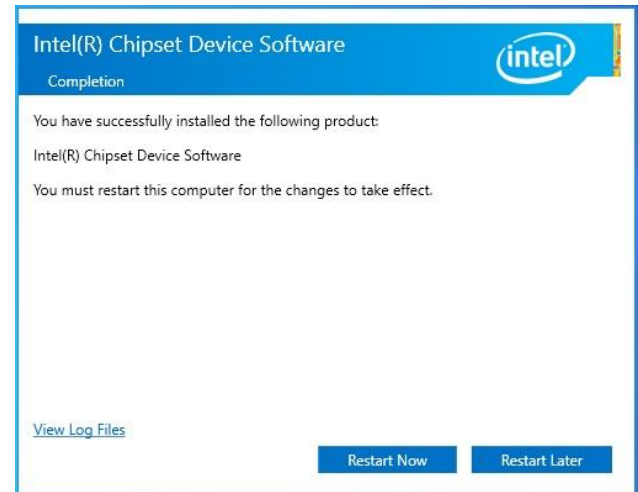 Intel(R) Chipset Device Software
intel
Completion
You have successfully installed the following product:
Intel(R) Chipset Device Software
You must restart this computer for the changes to take effect.
View Log Files
Restart Now
Restart Later